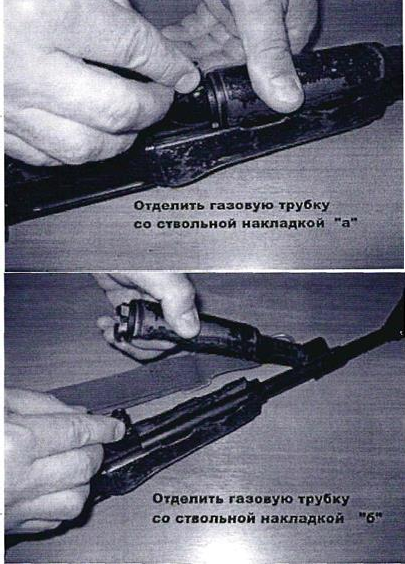 Отделить газовую трубку
со ствольной накладкой "а"
Отделить газовую трубку
со ствольной накладкой "б"